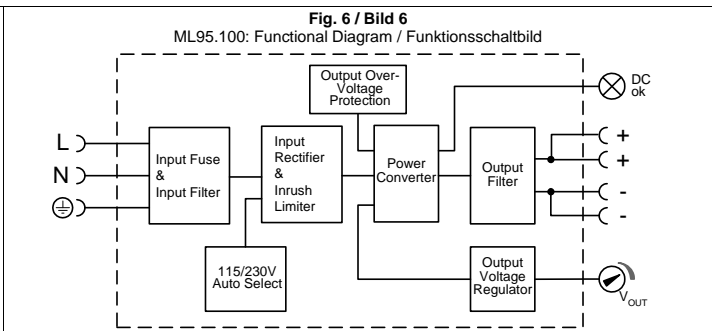 Fig. 6 / Bild 6
ML95.100: Functional Diagram / Funktionsschaltbild
Output Over-
Voltage
Protection
DC
ok
L
N
Input Fuse
&
Input Filter
Input
Rectifier
&
Inrush
Limiter
Power
Converter
Output
Filter
+
+
-
-
115/230V
Auto Select
Output
Voltage
Regulator
VOUT